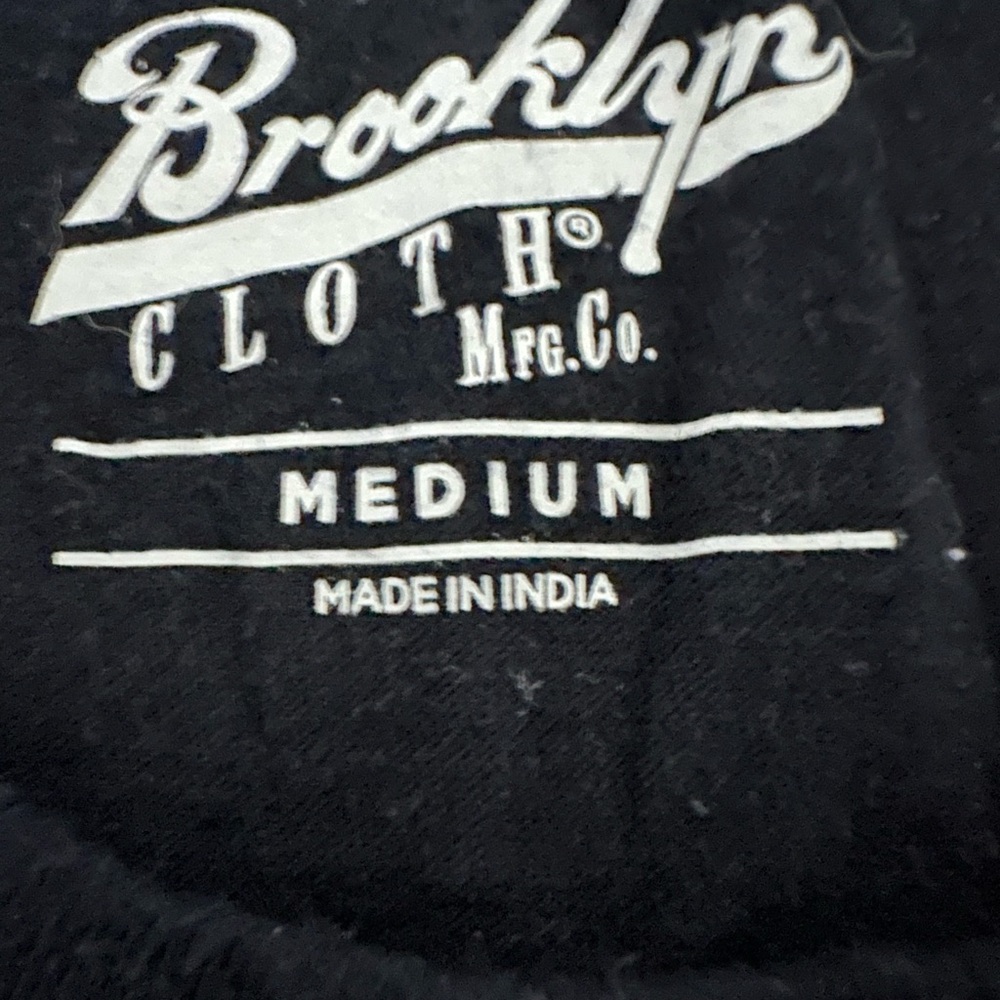 Brooklyn
CLOTH®
MFG.CO.
MEDIUM
MADE IN INDIA